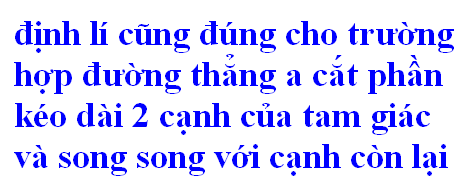 định lí cũng đúng cho trường
hợp đường thẳng a cắt phần
kéo dài 2 cạnh của tam giác
và song song với cạnh còn lại